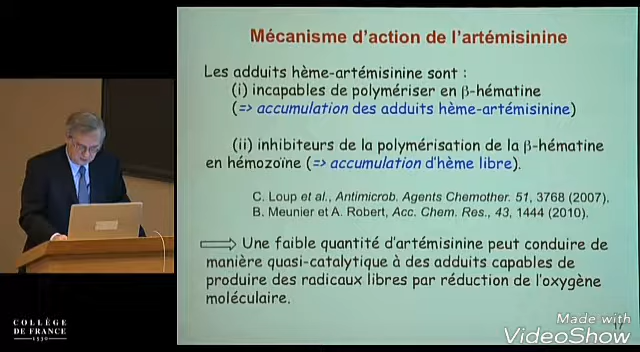 Mécanisme d'action de l'artémisinine
Les adduits hème-artémisinine sont :
(i) incapables de polymériser en β-hématine
(=> accumulation des adduits hème-artémisinine)
(ii) inhibiteurs de la polymérisation de la β-hématine
en hémozoïne (=> accumulation d'hème libre).
C. Loup et al., Antimicrob. Agents Chemother. 51, 3768 (2007).
B. Meunier et A. Robert, Acc. Chem. Res., 43, 1444 (2010).
Une faible quantité d'artémisinine peut conduire de
manière quasi-catalytique à des adduits capables de
produire des radicaux libres par réduction de l'oxygène
moléculaire.
COLLÈGE
DE FRANCE
1530
Made with
VideoShow